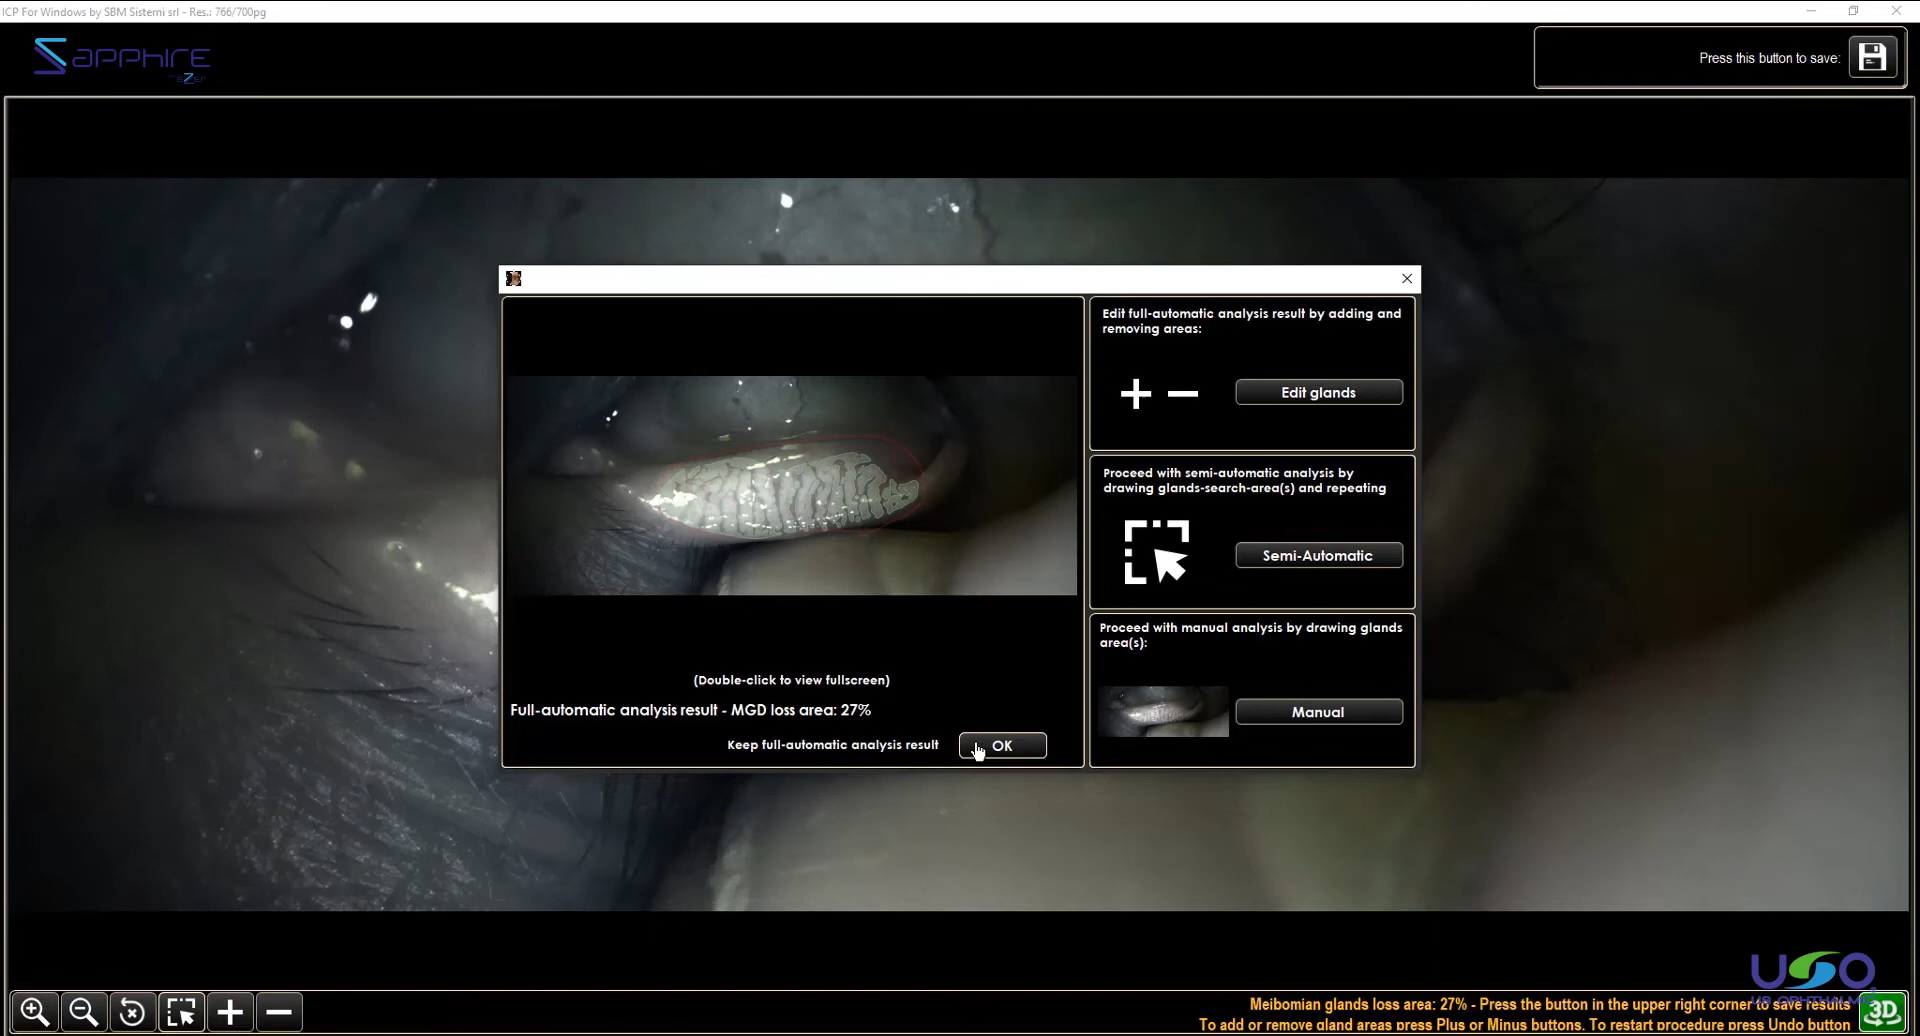 ICP For Windows by SBM Sistemi srl - Res.: 766/700pg
SAPPHIRE
eZer
Press this button to save:
Edit full-automatic analysis result by adding and
removing areas:
Edit glands
Proceed with semi-automatic analysis by
drawing glands-search-area(s) and repeating
Semi-Automatic
Proceed with manual analysis by drawing glands
area(s):
Manual
(Double-click to view fullscreen)
Full-automatic analysis result - MGD loss area: 27%
Keep full-automatic analysis result
OK
USO
US OPHTHALMIC
Meibomian glands loss area: 27% - Press the button in the upper right corner to save results
To add or remove gland areas press Plus or Minus buttons. To restart procedure press Undo button
3D